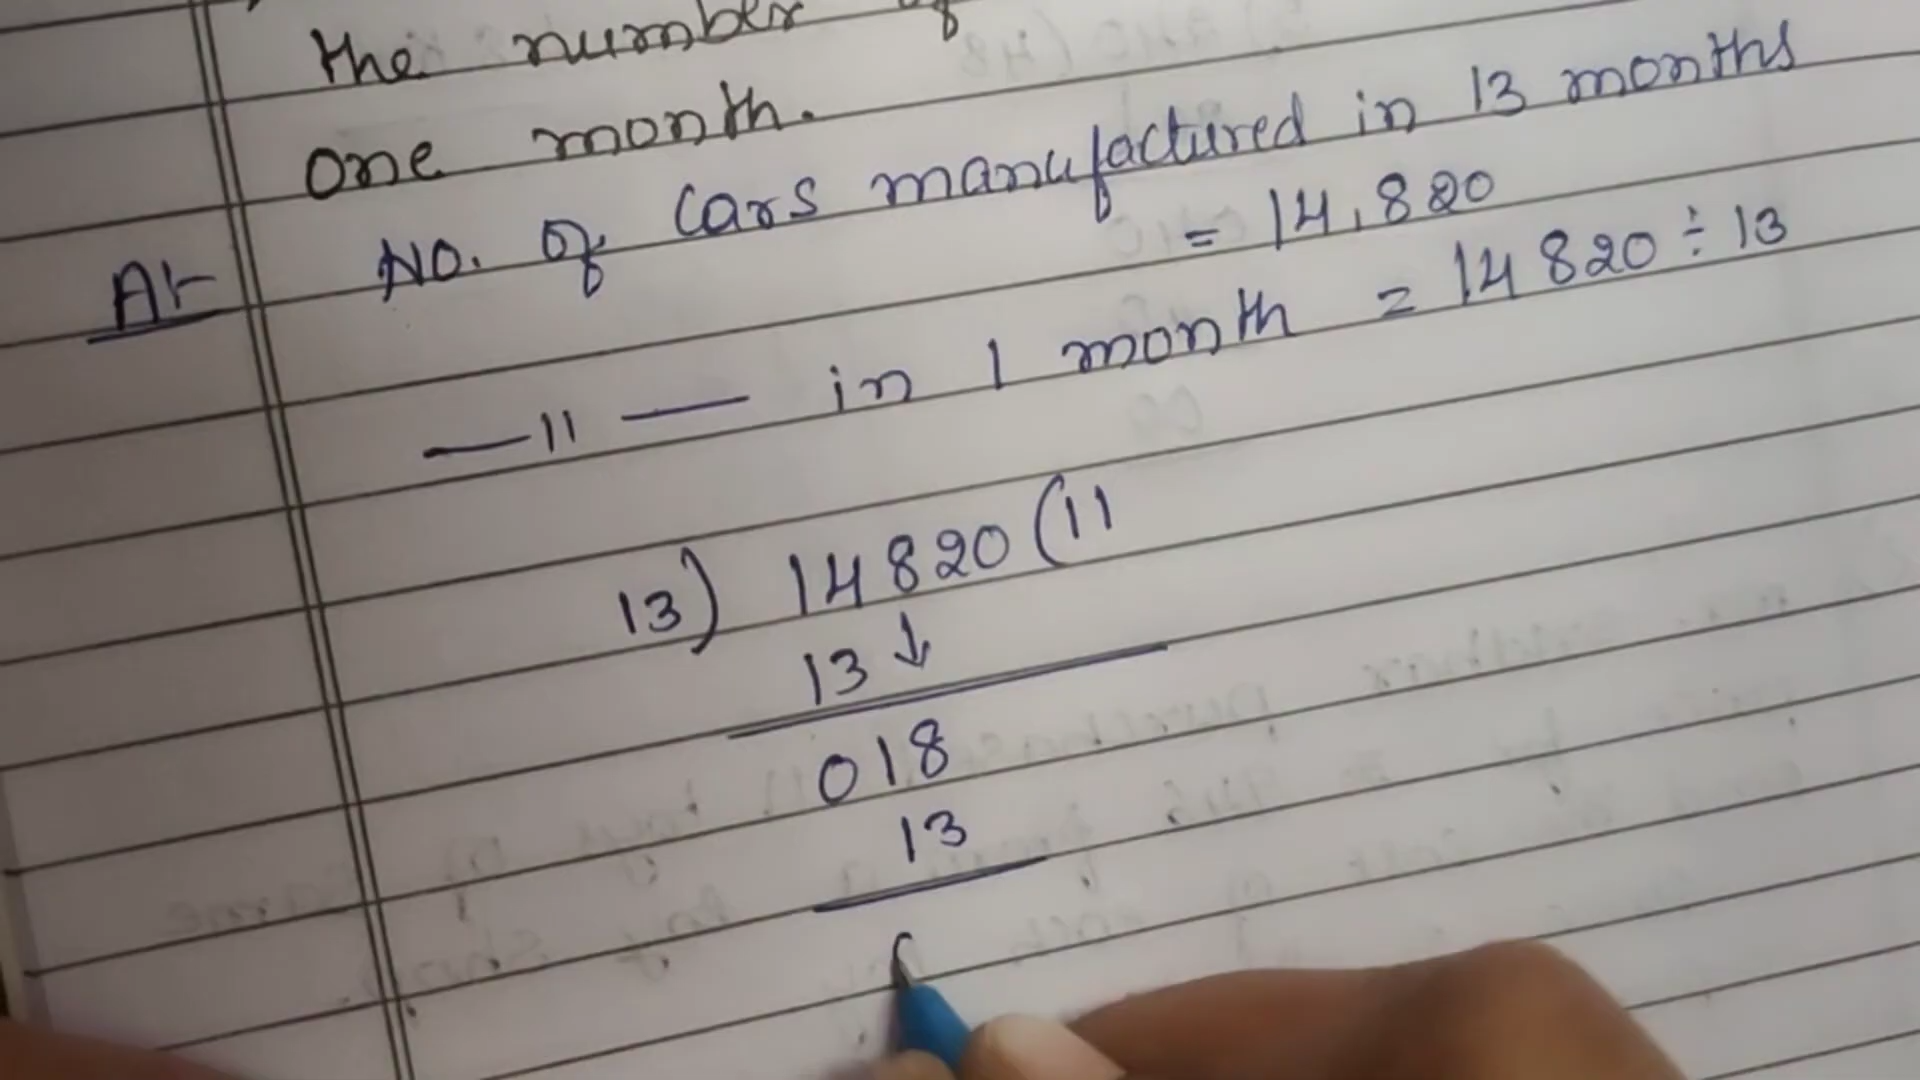 the number of
one month.
A:- No. of cars manufactured in 13 months
= 14,820
—11— in 1 month = 14820 ÷ 13
13) 14820 (11
13 ↓
018
13